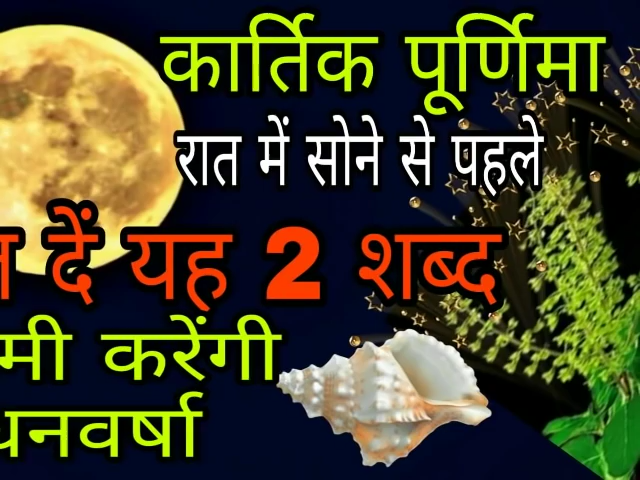 कार्तिक पूर्णिमा
रात में सोने से पहले
दें यह 2 शब्द
करेंगी